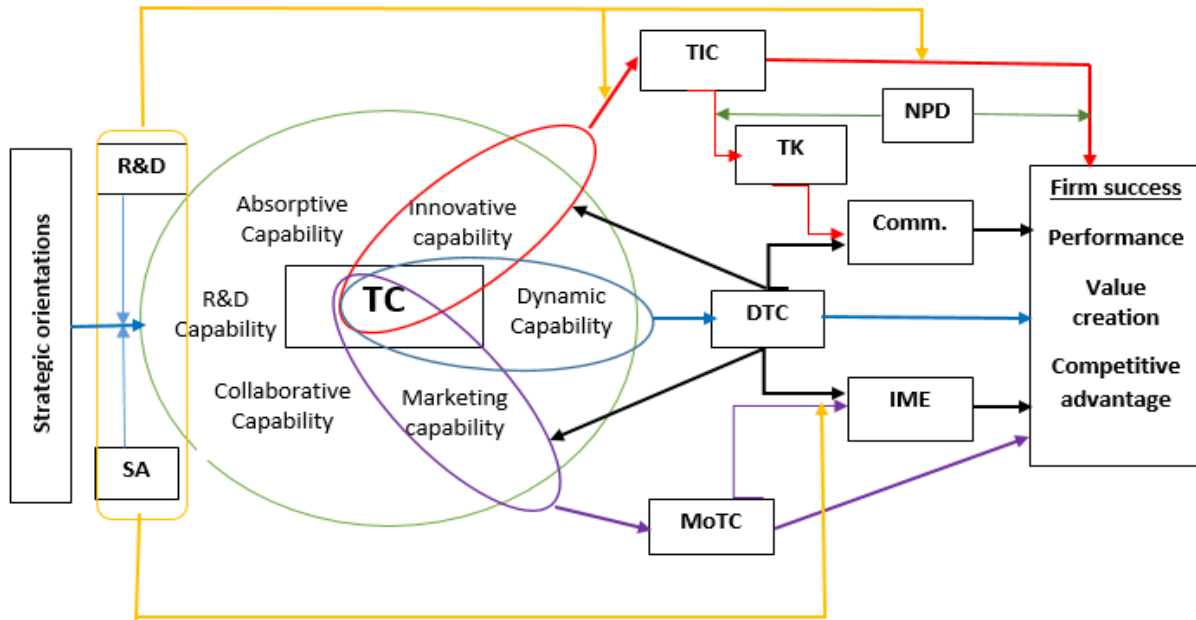 Strategic orientations
R&D
SA
Absorptive
Capability
Innovative
capability
R&D
Capability
TC
Dynamic
Capability
Collaborative
Capability
Marketing
capability
TIC
NPD
TK
Comm.
DTC
IME
MoTC
Firm success
Performance
Value
creation
Competitive
advantage